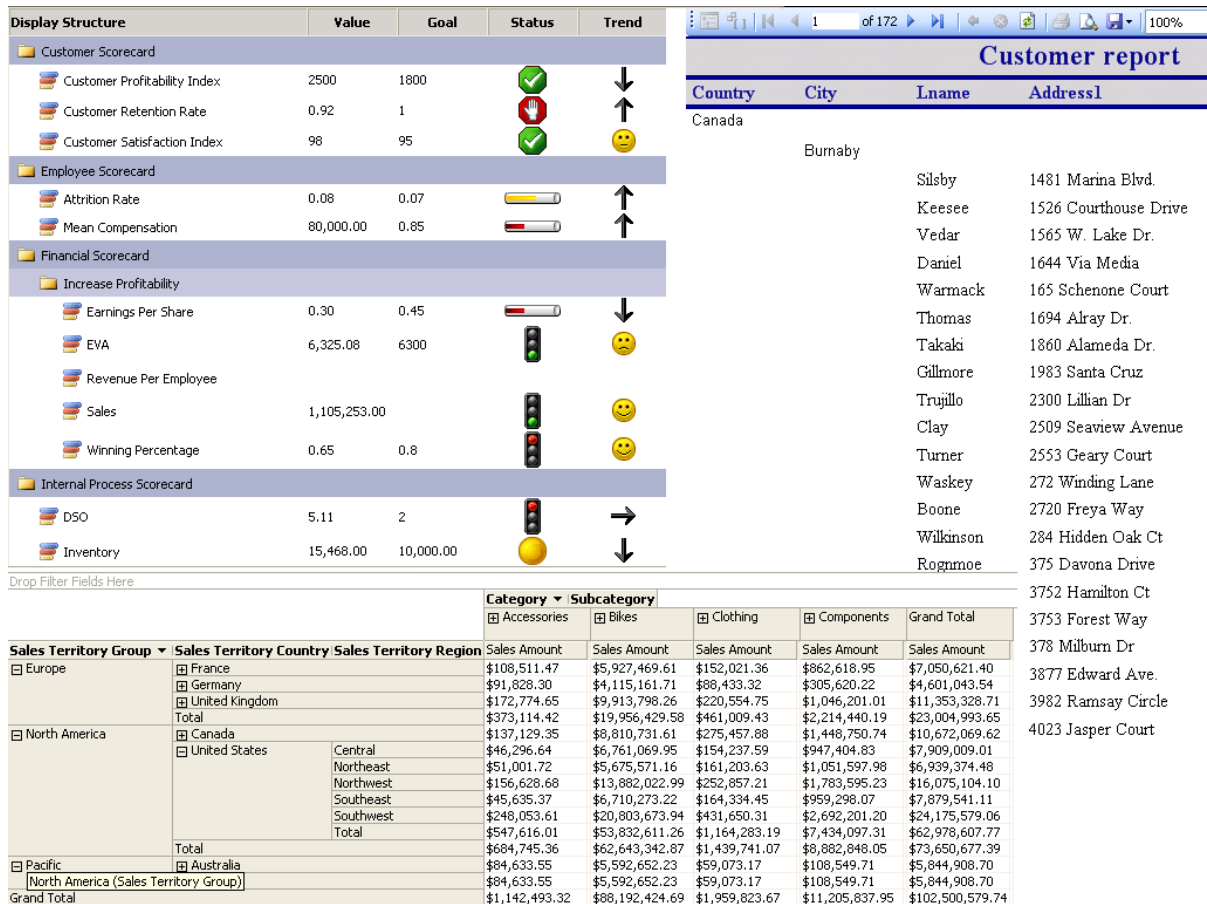 Display Structure Value Goal Status Trend
Customer Scorecard
Customer Profitability Index 2500 1800
Customer Retention Rate 0.92 1
Customer Satisfaction Index 98 95
Employee Scorecard
Attrition Rate 0.08 0.07
Mean Compensation 80,000.00 0.85
Financial Scorecard
Increase Profitability
Earnings Per Share 0.30 0.45
EVA 6,325.08 6300
Revenue Per Employee
Sales 1,105,253.00
Winning Percentage 0.65 0.8
Internal Process Scorecard
DSO 5.11 2
Inventory 15,468.00 10,000.00
1 of 172 100%
Customer report
Country City Lname Address1
Canada
Burnaby
Silsby 1481 Marina Blvd.
Keesee 1526 Courthouse Drive
Vedar 1565 W. Lake Dr.
Daniel 1644 Via Media
Warmack 165 Schenone Court
Thomas 1694 Alray Dr.
Takaki 1860 Alameda Dr.
Gillmore 1983 Santa Cruz
Trujillo 2300 Lillian Dr
Clay 2509 Seaview Avenue
Turner 2553 Geary Court
Waskey 272 Winding Lane
Boone 2720 Freya Way
Wilkinson 284 Hidden Oak Ct
Rognmoe 375 Davona Drive
3752 Hamilton Ct
3753 Forest Way
378 Milburn Dr
3877 Edward Ave.
3982 Ramsay Circle
4023 Jasper Court
Drop Filter Fields Here
Category Subcategory
Accessories Bikes Clothing Components Grand Total
Sales Territory Group Sales Territory Country Sales Territory Region Sales Amount Sales Amount Sales Amount Sales Amount Sales Amount
Europe France $108,511.47 $5,927,469.61 $152,021.36 $862,618.95 $7,050,621.40
Germany $91,828.30 $4,115,161.71 $88,433.32 $305,620.22 $4,601,043.54
United Kingdom $172,774.65 $9,913,798.26 $220,554.75 $1,046,201.01 $11,353,328.71
Total $373,114.42 $19,956,429.58 $461,009.43 $2,214,440.19 $23,004,993.65
North America Canada $137,129.35 $8,810,731.61 $275,457.88 $1,448,750.74 $10,672,069.62
United States Central $46,296.64 $6,761,069.95 $154,237.59 $947,404.83 $7,909,009.01
Northeast $51,001.72 $5,675,571.16 $161,203.63 $1,051,597.98 $6,939,374.48
Northwest $156,628.68 $13,882,022.99 $252,857.21 $1,783,595.23 $16,075,104.10
Southeast $45,635.37 $6,710,273.22 $164,334.45 $959,298.07 $7,879,541.11
Southwest $248,053.61 $20,803,673.94 $431,650.31 $2,692,201.20 $24,175,579.06
Total $547,616.01 $53,832,611.26 $1,164,283.19 $7,434,097.31 $62,978,607.77
Total $684,745.36 $62,643,342.87 $1,439,741.07 $8,882,848.05 $73,650,677.39
Pacific Australia $84,633.55 $5,592,652.23 $59,073.17 $108,549.71 $5,844,908.70
North America (Sales Territory Group) $84,633.55 $5,592,652.23 $59,073.17 $108,549.71 $5,844,908.70
Grand Total $1,142,493.32 $88,192,424.69 $1,959,823.67 $11,205,837.95 $102,500,579.74